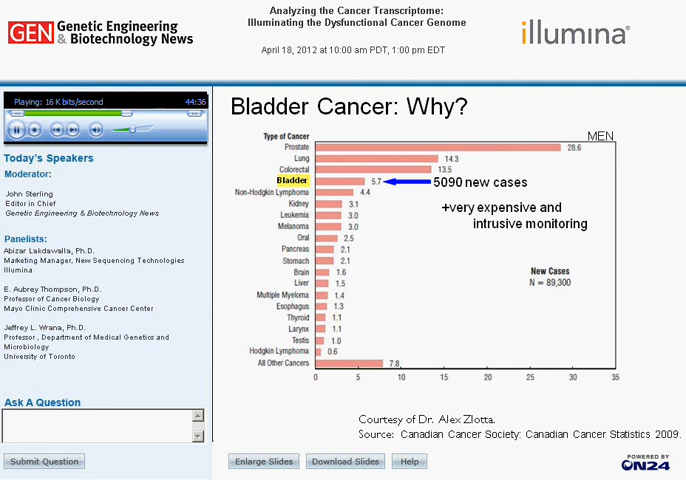 GEN Genetic Engineering
& Biotechnology News
Analyzing the Cancer Transcriptome:
Illuminating the Dysfunctional Cancer Genome
April 18, 2012 at 10:00 am PDT, 1:00 pm EDT
illumina®
Playing: 16 K bits/second 44:36
Today's Speakers
Moderator:
John Sterling
Editor in Chief
Genetic Engineering & Biotechnology News
Panelists:
Abizar Lakdawalla, Ph.D.
Marketing Manager, New Sequencing Technologies
Illumina
E. Aubrey Thompson, Ph.D.
Professor of Cancer Biology
Mayo Clinic Comprehensive Cancer Center
Jeffrey L. Wrana, Ph.D.
Professor , Department of Medical Genetics and
Microbiology
University of Toronto
Ask A Question
Submit Question
Bladder Cancer: Why?
Type of Cancer
MEN
Prostate 28.6
Lung 14.3
Colorectal 13.5
Bladder 5.7
5090 new cases
Non-Hodgkin Lymphoma 4.4
Kidney 3.1
+very expensive and
intrusive monitoring
Leukemia 3.0
Melanoma 3.0
Oral 2.5
Pancreas 2.1
Stomach 2.1
Brain 1.6
Liver 1.5
Multiple Myeloma 1.4
Esophagus 1.3
Thyroid 1.1
Larynx 1.1
Testis 1.0
Hodgkin Lymphoma 0.6
All Other Cancers 7.8
New Cases
N = 89,300
0 5 10 15 20 25 30 35
Courtesy of Dr. Alex Zlotta.
Source: Canadian Cancer Society: Canadian Cancer Statistics 2009.
Enlarge Slides Download Slides Help
POWERED BY
ON24